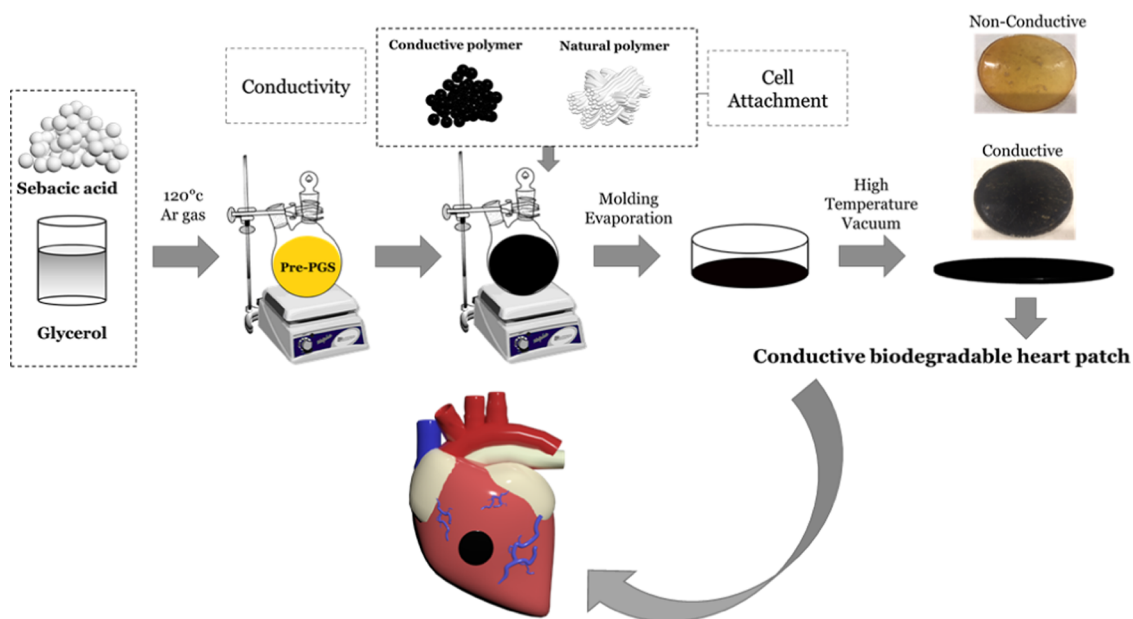 Non-Conductive
Conductive polymer
Natural polymer
Conductivity
Cell
Attachment
Sebacic acid
Glycerol
120°c
Ar gas
Pre-PGS
Molding
Evaporation
High
Temperature
Vacuum
Conductive
Conductive biodegradable heart patch